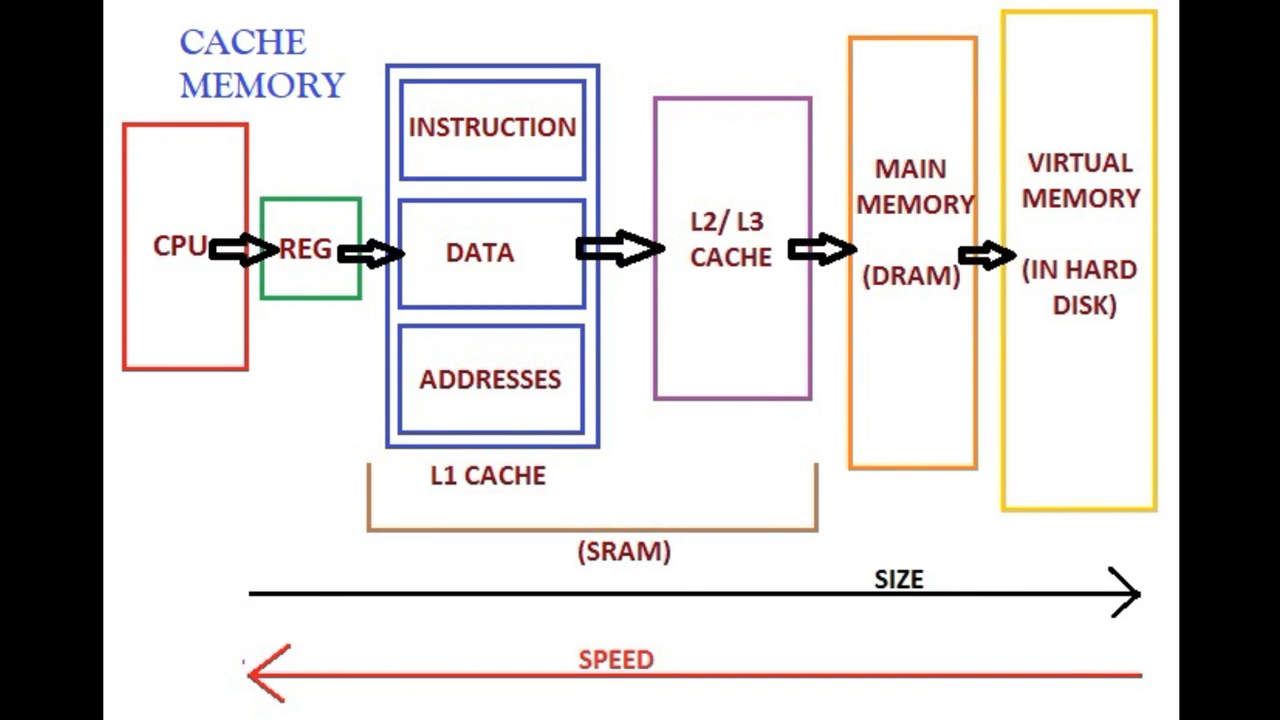 CACHE
MEMORY
CPU
REG
INSTRUCTION
DATA
ADDRESSES
L1 CACHE
L2/ L3
CACHE
(SRAM)
MAIN
MEMORY
(DRAM)
VIRTUAL
MEMORY
(IN HARD
DISK)
SIZE
SPEED